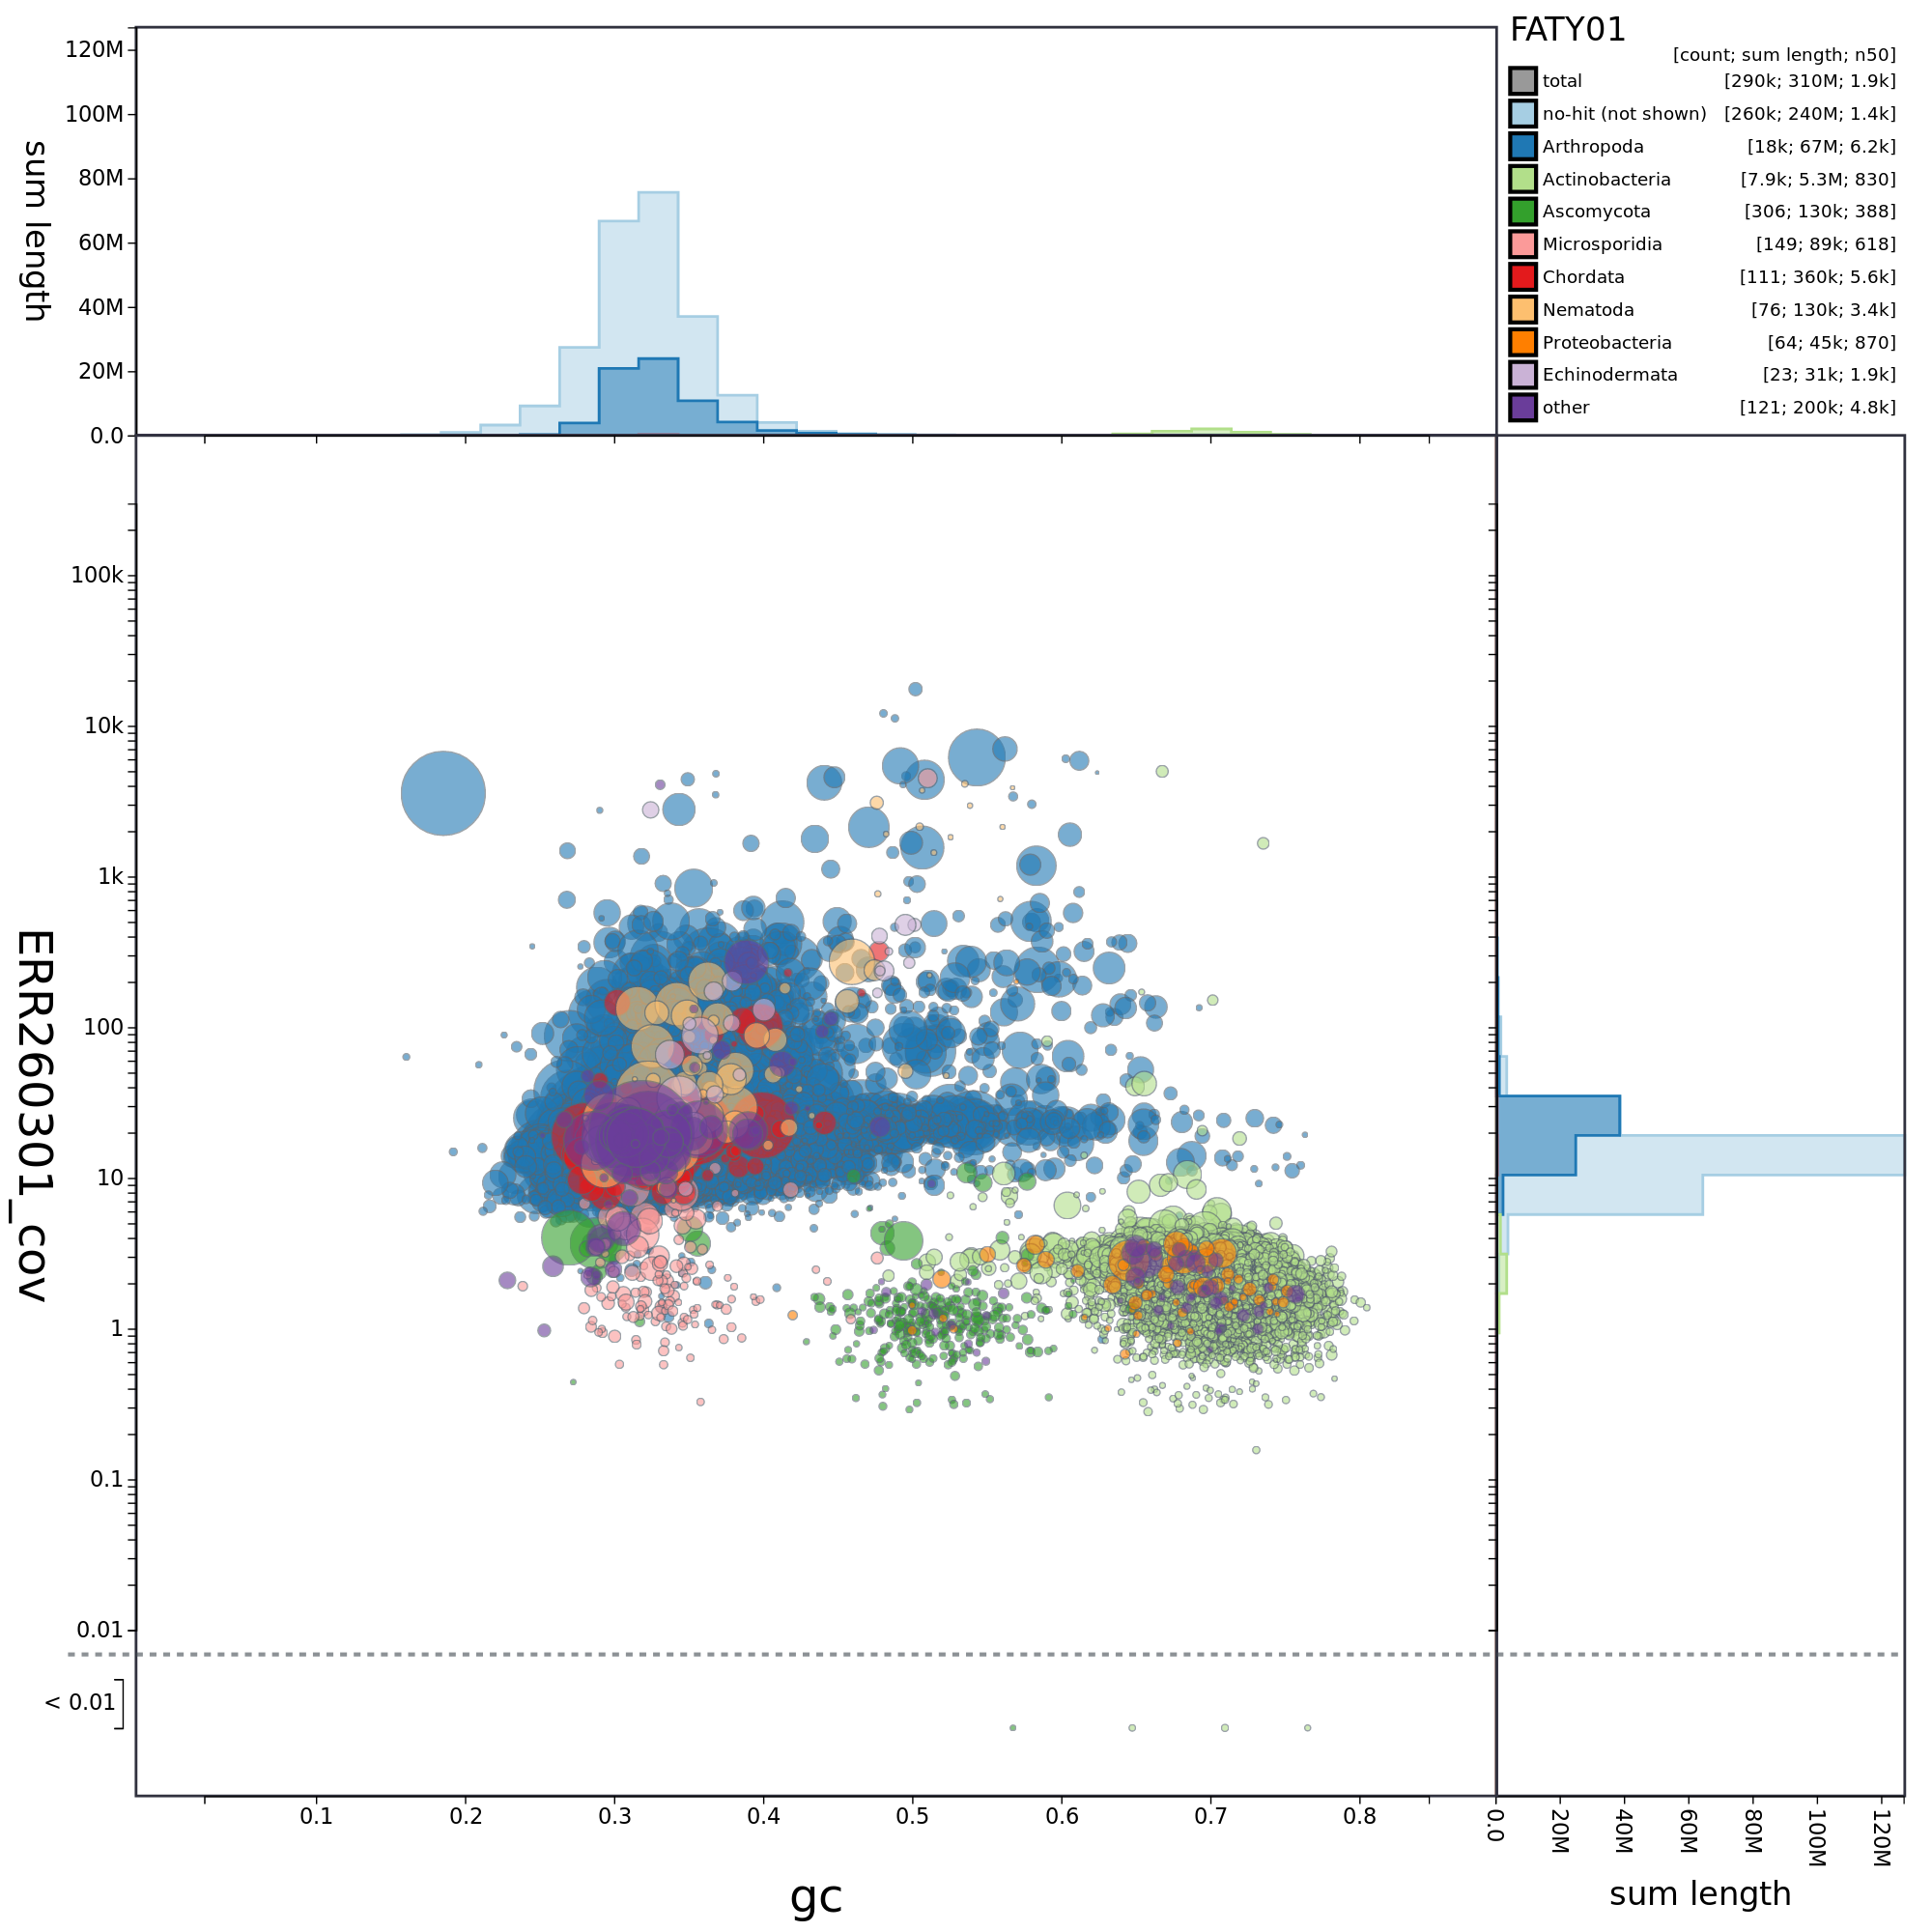 FATY01
[count; sum length; n50]
total [290k; 310M; 1.9k]
no-hit (not shown) [260k; 240M; 1.4k]
Arthropoda [18k; 67M; 6.2k]
Actinobacteria [7.9k; 5.3M; 830]
Ascomycota [306; 130k; 388]
Microsporidia [149; 89k; 618]
Chordata [111; 360k; 5.6k]
Nematoda [76; 130k; 3.4k]
Proteobacteria [64; 45k; 870]
Echinodermata [23; 31k; 1.9k]
other [121; 200k; 4.8k]
sum length
120M
100M
80M
60M
40M
20M
0.0
ERR260301_cov
100k
10k
1k
100
10
1
0.1
0.01
< 0.01
0.1 0.2 0.3 0.4 0.5 0.6 0.7 0.8
gc
0.0 20M 40M 60M 80M 100M 120M
sum length